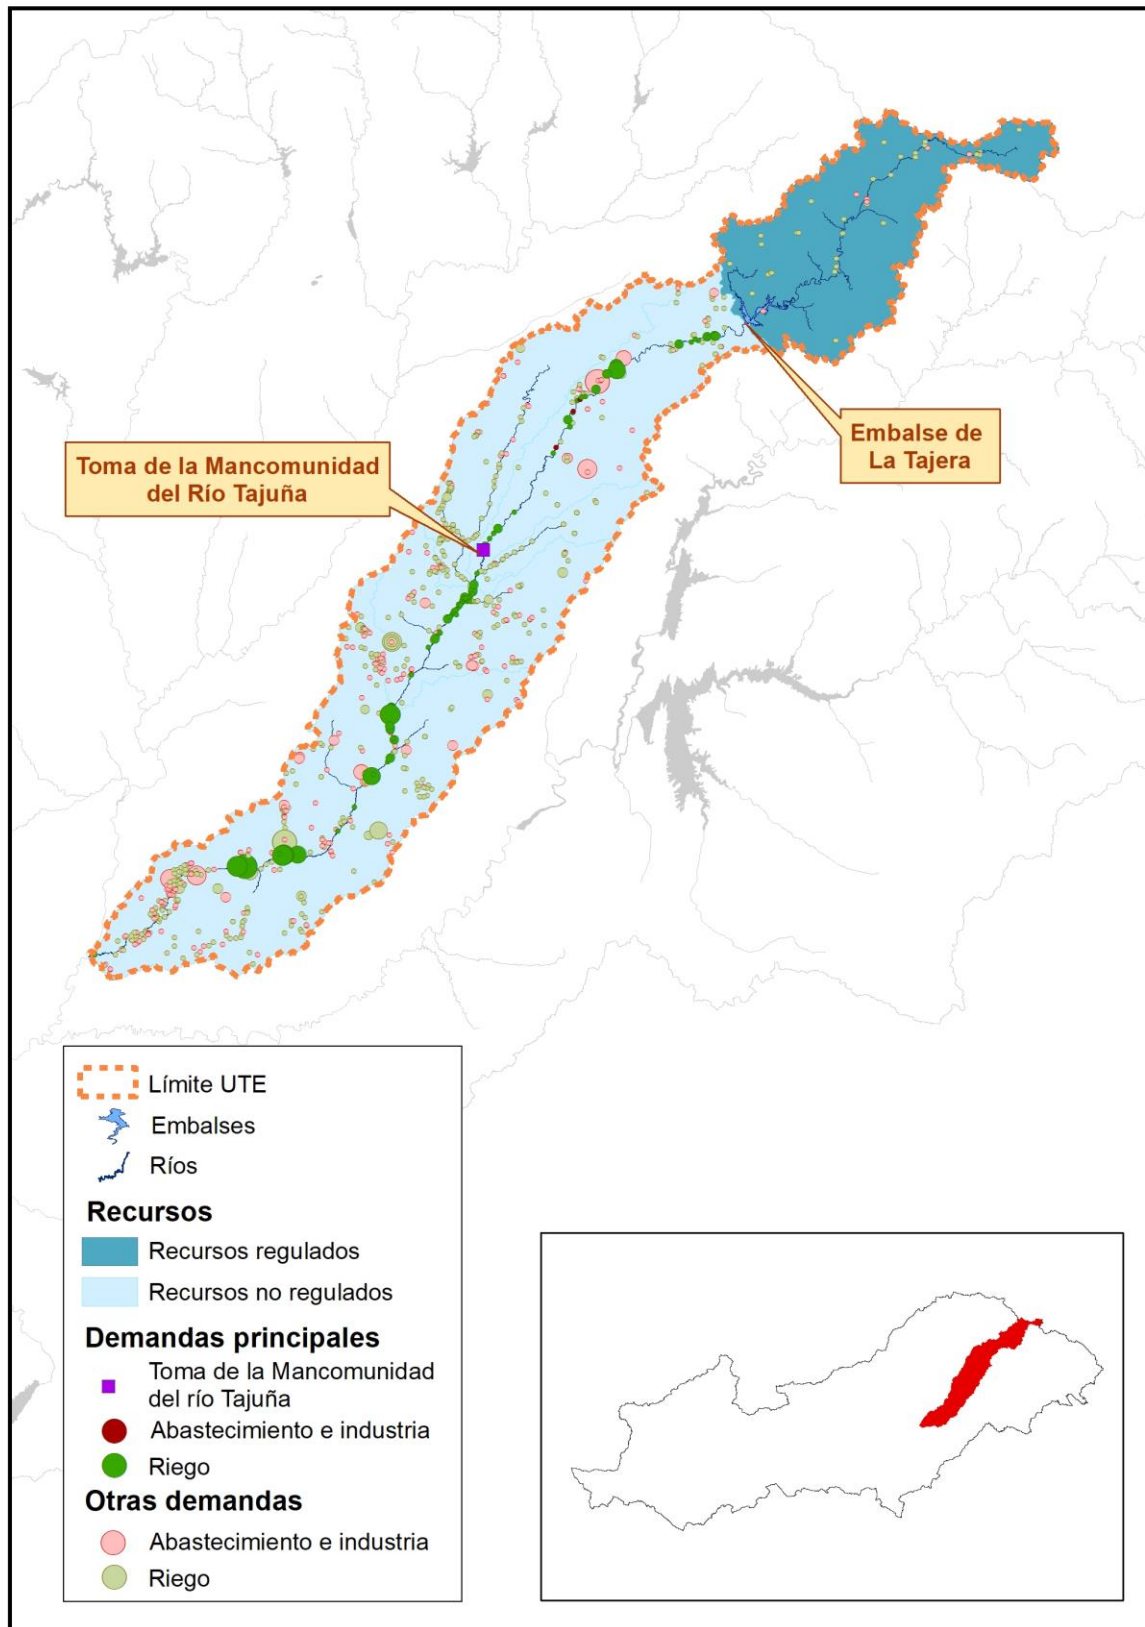 Embalse de
La Tajera
Toma de la Mancomunidad
del Río Tajuña
Límite UTE
Embalses
Ríos
Recursos
Recursos regulados
Recursos no regulados
Demandas principales
Toma de la Mancomunidad
del río Tajuña
Abastecimiento e industria
Riego
Otras demandas
Abastecimiento e industria
Riego